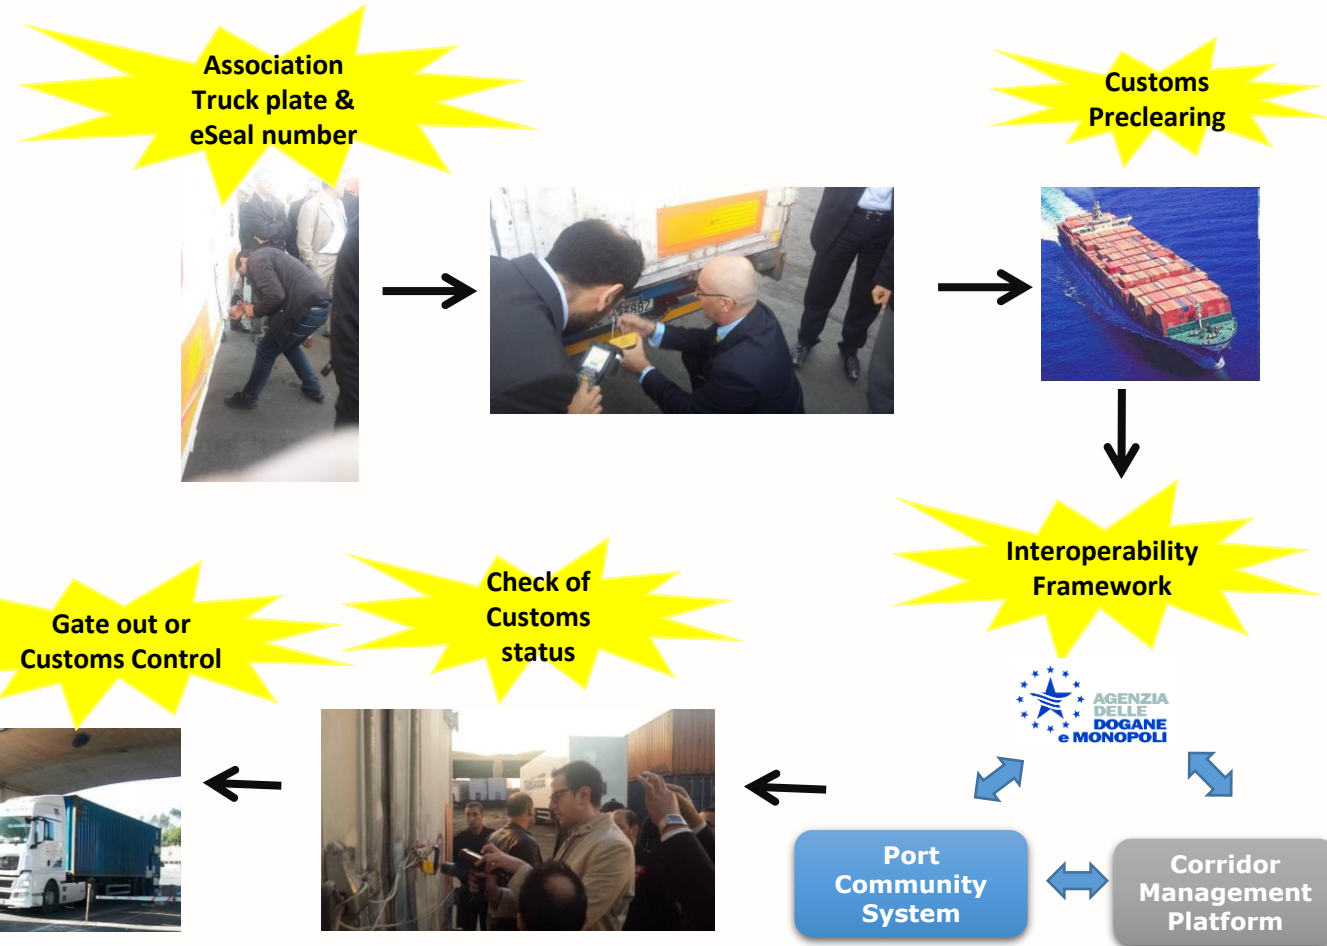 Association
Truck plate &
eSeal number
Customs
Preclearing
Interoperability
Framework
AGENZIA
DELLE
DOGANE
e MONOPOLI
Port
Community
System
Corridor
Management
Platform
Check of
Customs
status
Gate out or
Customs Control